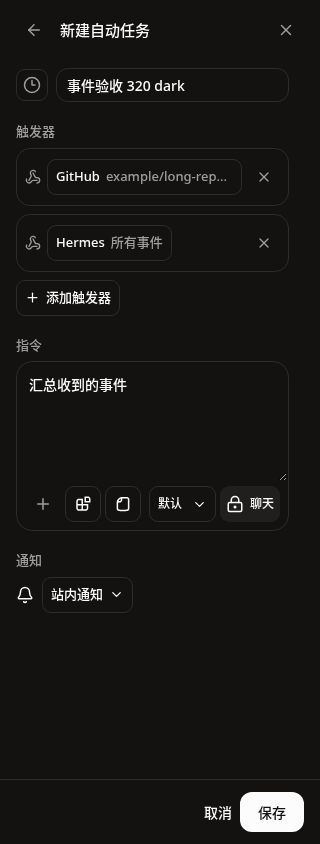 新建自动任务
事件验收 320 dark
触发器
GitHub example/long-rep...
Hermes 所有事件
添加触发器
指令
汇总收到的事件
默认 聊天
通知
站内通知
取消 保存